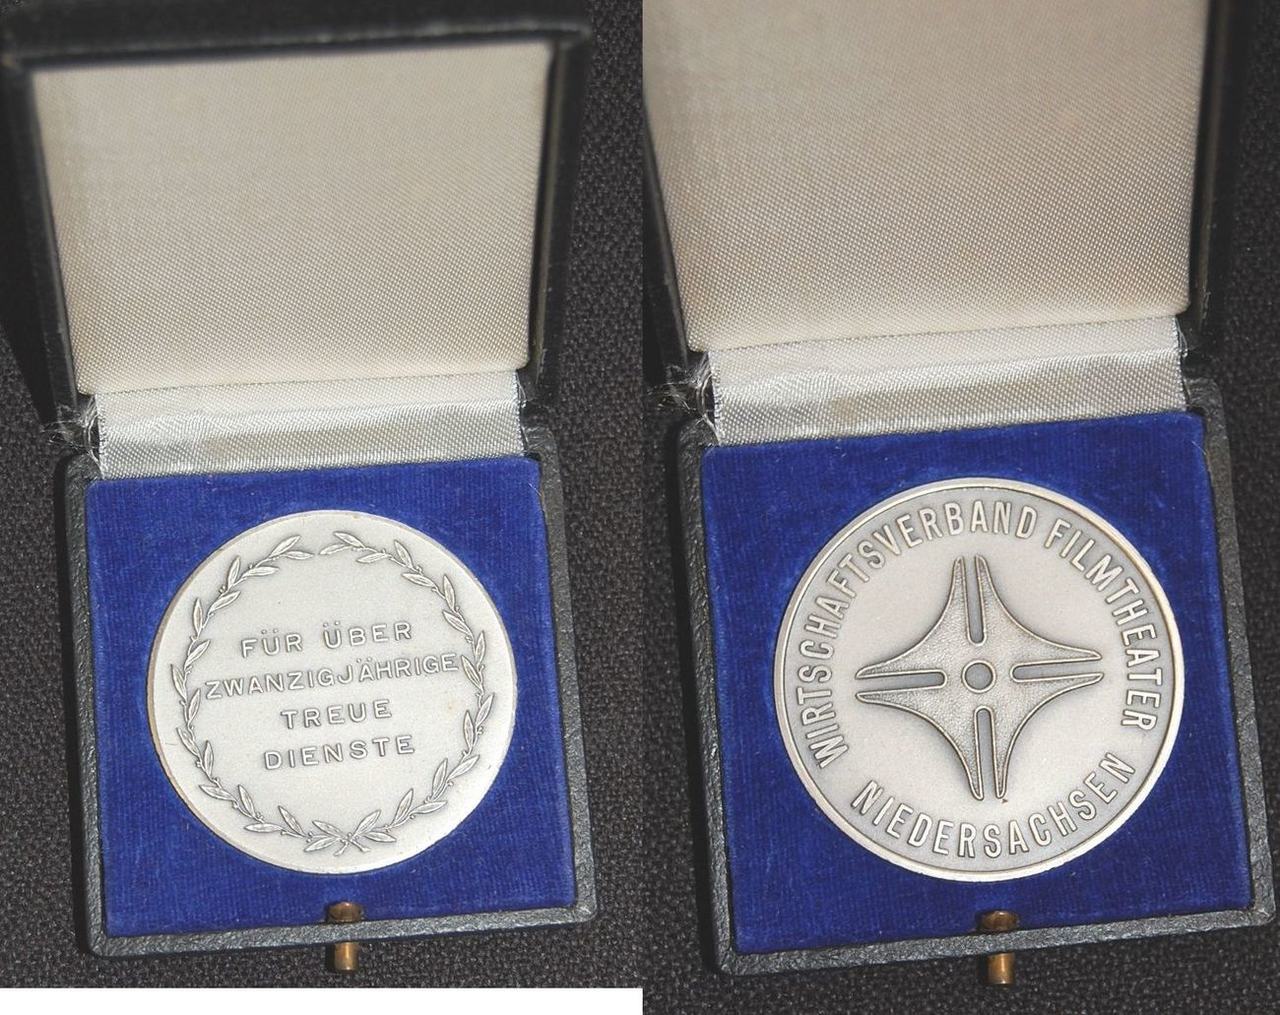 FÜR ÜBER
ZWANZIGJÄHRIGE
TREUE
DIENSTE
WIRTSCHAFTSVERBAND FILMTHEATER
NIEDERSACHSEN